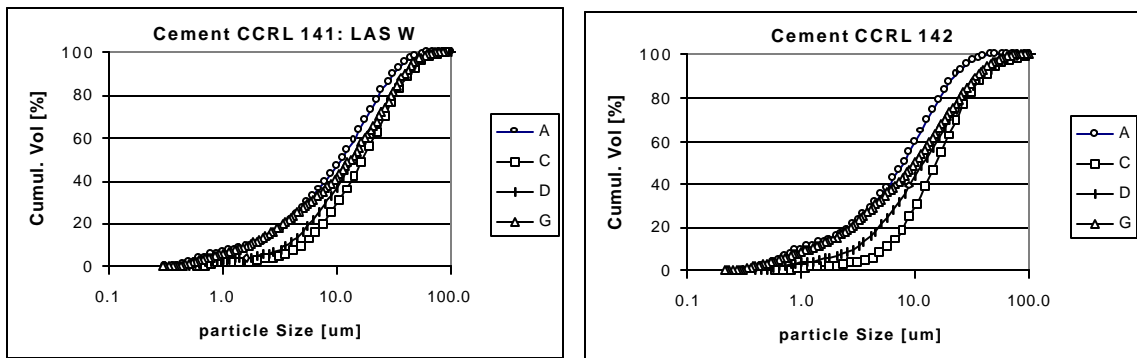 Cement CCRL 141: LAS W
100
80
60
40
20
0
Cumul. Vol [%]
0.1 1.0 10.0 100.0
particle Size [um]
A
C
D
G
Cement CCRL 142
100
80
60
40
20
0
Cumul. Vol [%]
0.1 1.0 10.0 100.0
particle Size [um]
A
C
D
G